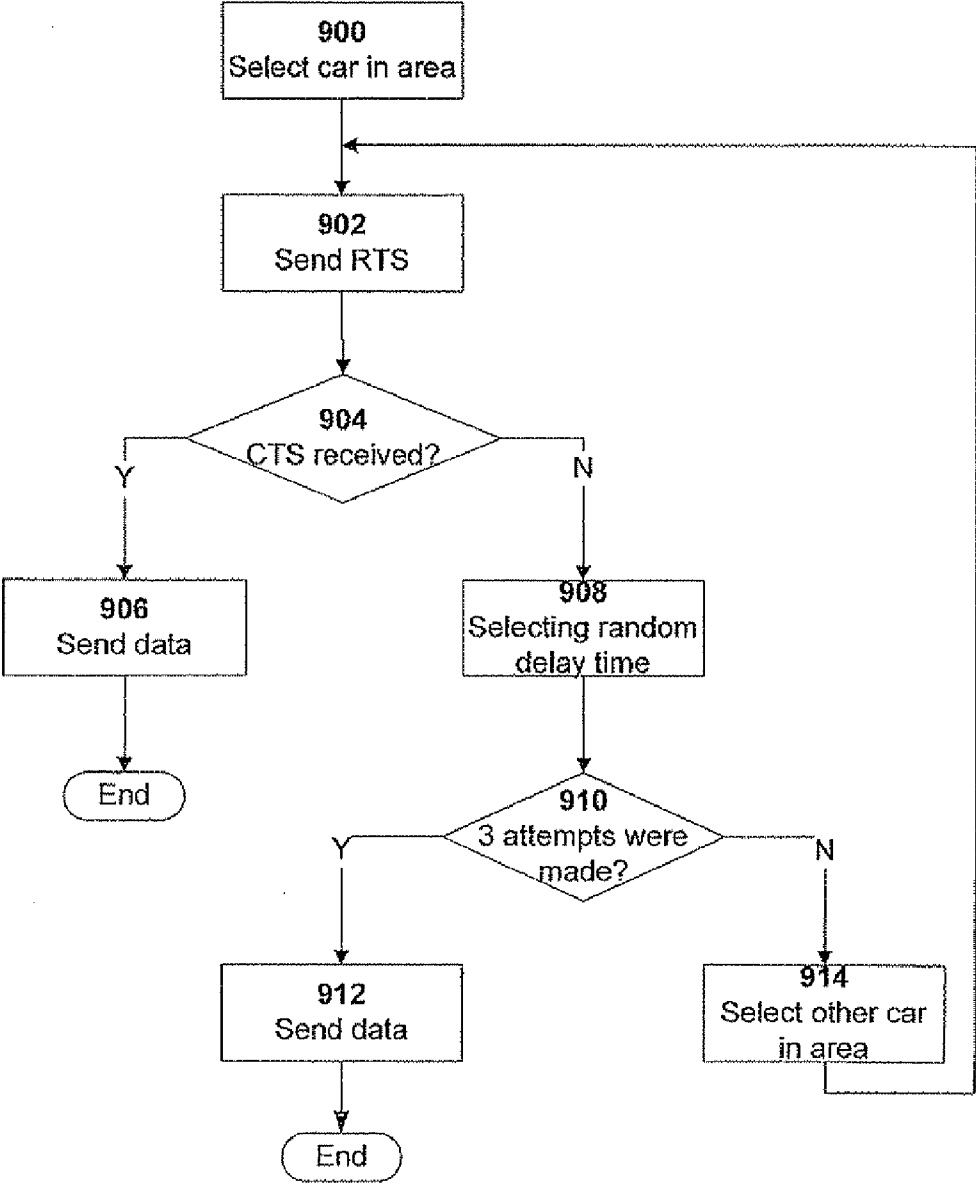 900
Select car in area
902
Send RTS
904
CTS received?
Y
N
906
Send data
908
Selecting random
delay time
End
910
3 attempts were
made?
Y
N
912
Send data
914
Select other car
in area
End